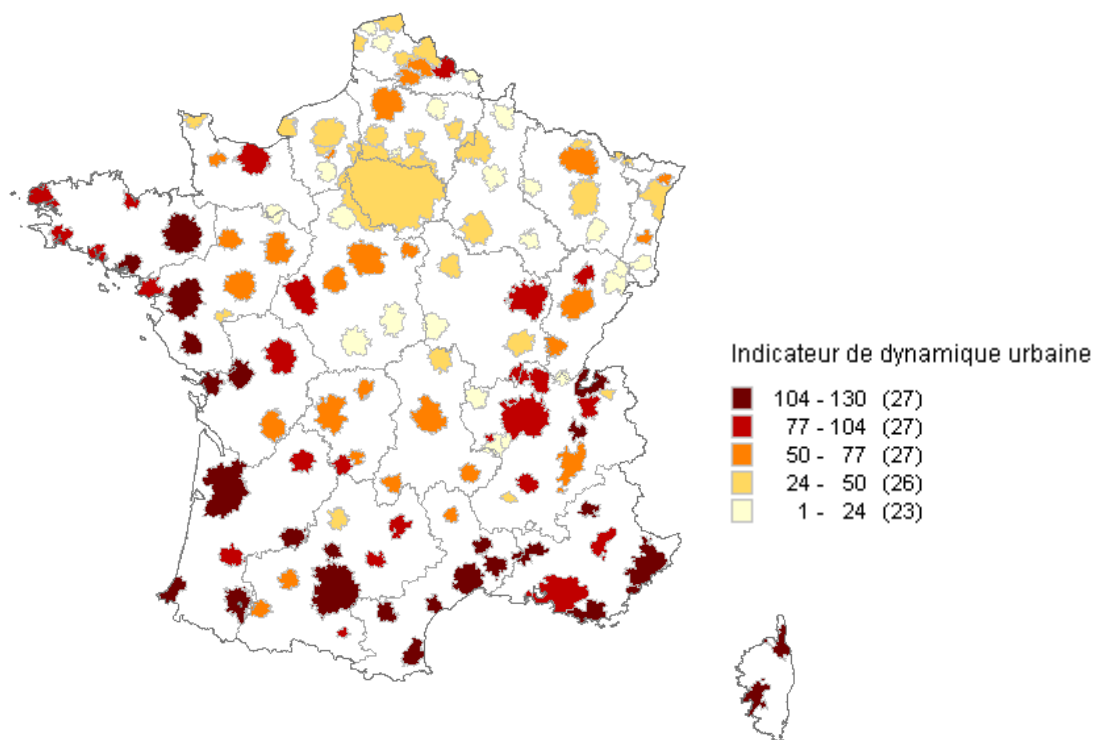 Indicateur de dynamique urbaine
104 - 130 (27)
77 - 104 (27)
50 - 77 (27)
24 - 50 (26)
1 - 24 (23)